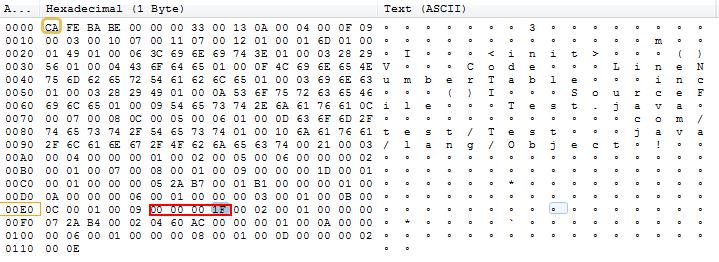 A... Hexadecimal (1 Byte) Text (ASCII)
0000 CA FE BA BE 00 00 00 33 00 13 0A 00 04 00 0F 09 ∘ ∘ ∘ ∘ ∘ ∘ ∘ 3 ∘ ∘ ∘ ∘ ∘ ∘ ∘ ∘
0010 00 03 00 10 07 00 11 07 00 12 01 00 01 6D 01 00 ∘ ∘ ∘ ∘ ∘ ∘ ∘ ∘ ∘ ∘ ∘ ∘ ∘ m ∘ ∘
0020 01 49 01 00 06 3C 69 6E 69 74 3E 01 00 03 28 29 ∘ I ∘ ∘ ∘ < i n i t > ∘ ∘ ∘ ( )
0030 56 01 00 04 43 6F 64 65 01 00 0F 4C 69 6E 65 4E V ∘ ∘ ∘ C o d e ∘ ∘ ∘ L i n e N
0040 75 6D 62 65 72 54 61 62 6C 65 01 00 03 69 6E 63 u m b e r T a b l e ∘ ∘ ∘ i n c
0050 01 00 03 28 29 49 01 00 0A 53 6F 75 72 63 65 46 ∘ ∘ ∘ ( ) I ∘ ∘ ∘ S o u r c e F
0060 69 6C 65 01 00 09 54 65 73 74 2E 6A 61 76 61 0C i l e ∘ ∘ ∘ T e s t . j a v a ∘
0070 00 07 00 08 0C 00 05 00 06 01 00 0D 63 6F 6D 2F ∘ ∘ ∘ ∘ ∘ ∘ ∘ ∘ ∘ ∘ ∘ ∘ c o m /
0080 74 65 73 74 2F 54 65 73 74 01 00 10 6A 61 76 61 t e s t / T e s t ∘ ∘ ∘ j a v a
0090 2F 6C 61 6E 67 2F 4F 62 6A 65 63 74 00 21 00 03 / l a n g / O b j e c t ∘ ! ∘ ∘
00A0 00 04 00 00 00 01 00 02 00 05 00 06 00 00 00 02 ∘ ∘ ∘ ∘ ∘ ∘ ∘ ∘ ∘ ∘ ∘ ∘ ∘ ∘ ∘ ∘
00B0 00 01 00 07 00 08 00 01 00 09 00 00 00 1D 00 01 ∘ ∘ ∘ ∘ ∘ ∘ ∘ ∘ ∘ ∘ ∘ ∘ ∘ ∘ ∘ ∘
00C0 00 01 00 00 00 05 2A B7 00 01 B1 00 00 00 01 00 ∘ ∘ ∘ ∘ ∘ ∘ * ∘ ∘ ∘ ∘ ∘ ∘ ∘ ∘ ∘
00D0 0A 00 00 00 06 00 01 00 00 00 03 00 01 00 0B 00 ∘ ∘ ∘ ∘ ∘ ∘ ∘ ∘ ∘ ∘ ∘ ∘ ∘ ∘ ∘ ∘
00E0 0C 00 01 00 09 00 00 00 1F 00 02 00 01 00 00 00 ∘ ∘ ∘ ∘ ∘ ∘ ∘ ∘ ∘ ∘ ∘ ∘ ∘ ∘ ∘ ∘
00F0 07 2A B4 00 02 04 60 AC 00 00 00 01 00 0A 00 00 ∘ * ∘ ∘ ∘ ∘ ` ∘ ∘ ∘ ∘ ∘ ∘ ∘ ∘ ∘
0100 00 06 00 01 00 00 00 08 00 01 00 0D 00 00 00 02 ∘ ∘ ∘ ∘ ∘ ∘ ∘ ∘ ∘ ∘ ∘ ∘ ∘ ∘ ∘ ∘
0110 00 0E ∘ ∘